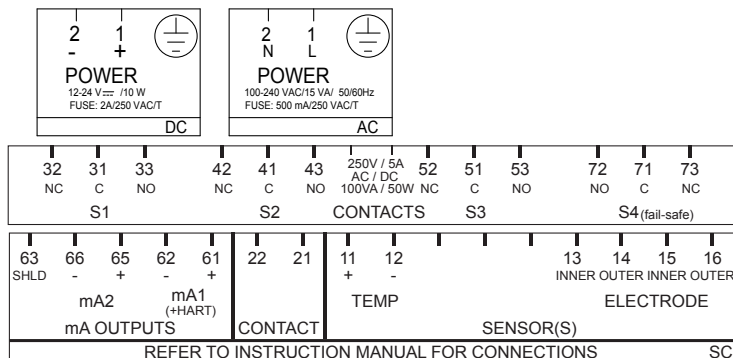 2 1
- +
POWER
12-24 V⎓ /10 W
FUSE: 2A/250 VAC/T
DC
2 1
N L
POWER
100-240 VAC/15 VA/ 50/60Hz
FUSE: 500 mA/250 VAC/T
AC
32 31 33 42 41 43 250V / 5A 52 51 53 72 71 73
AC / DC
NC C NO NC C NO 100VA / 50W NC C NO NO C NC
S1 S2 CONTACTS S3 S4 (fail-safe)
63 66 65 62 61 22 21 11 12 13 14 15 16
SHLD - + - + + - INNER OUTER INNER OUTER
mA2 mA1 TEMP ELECTRODE
(+HART)
mA OUTPUTS CONTACT SENSOR(S)
REFER TO INSTRUCTION MANUAL FOR CONNECTIONS SC